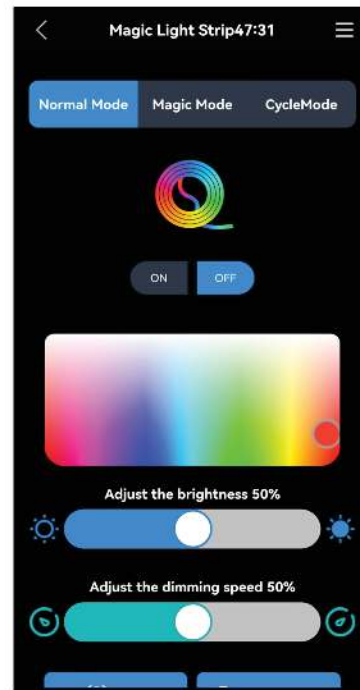 Magic Light Strip47:31
Normal Mode Magic Mode CycleMode
ON OFF
Adjust the brightness 50%
Adjust the dimming speed 50%